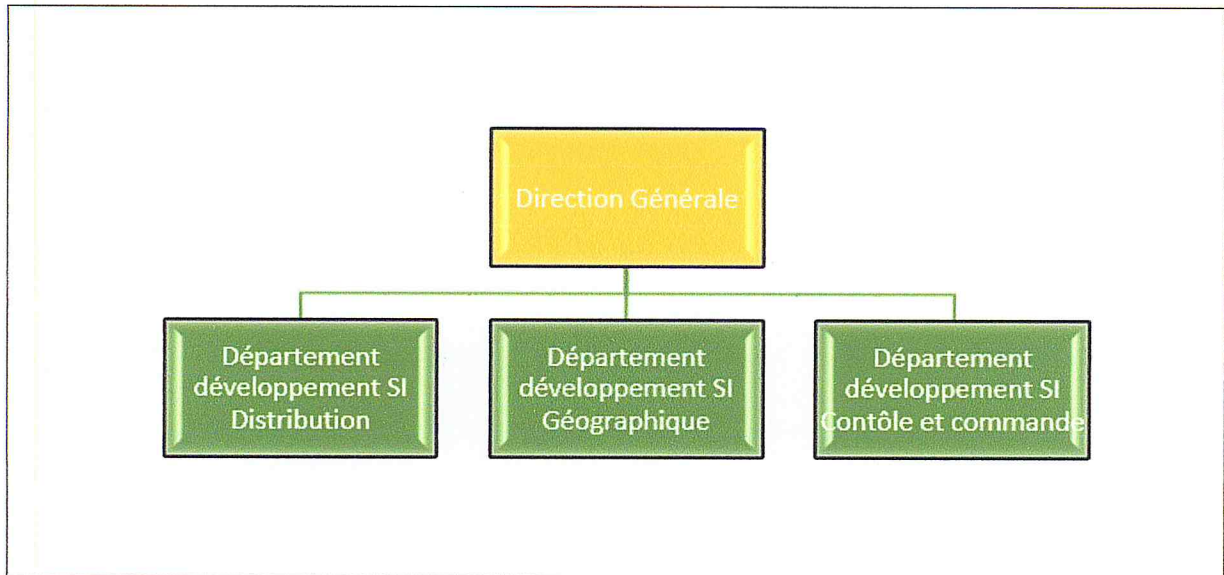 Direction Générale
Département
développement SI
Distribution
Département
développement SI
Géographique
Département
développement SI
Contôle et commande